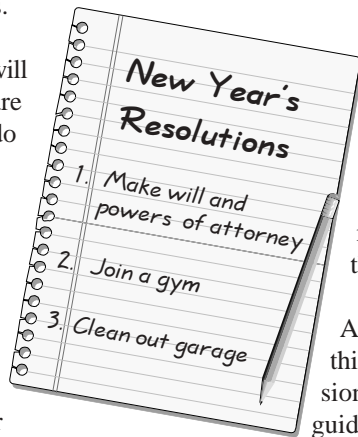 New Year's
Resolutions
1. Make will and
powers of attorney
2. Join a gym
3. Clean out garage